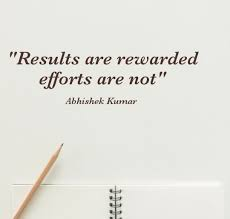 "Results are rewarded
efforts are not"
Abhishek Kumar